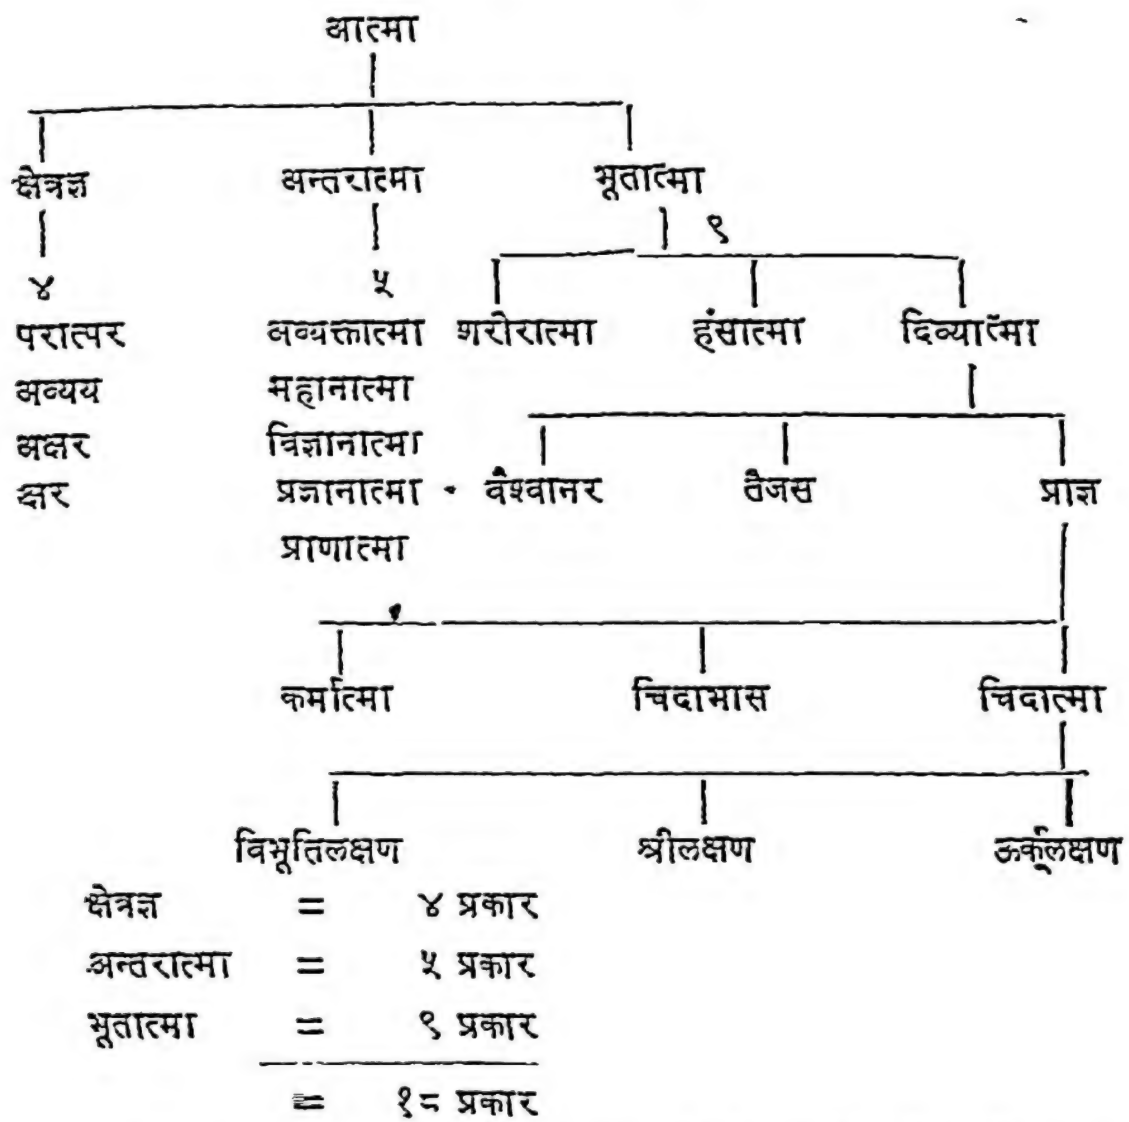 आत्मा
क्षेत्रज्ञ अन्तरात्मा भूतात्मा
९
४ ५
परात्पर अव्यक्तात्मा शरीरात्मा हंसात्मा दिव्यात्मा
अव्यय महानात्मा
अक्षर विज्ञानात्मा
क्षर प्रज्ञानात्मा वैश्वानर तैजस प्राज्ञ
प्राणात्मा
कर्मात्मा चिदाभास चिदात्मा
विभूतिलक्षण श्रीलक्षण ऊर्क्लक्षण
क्षेत्रज्ञ = ४ प्रकार
अन्तरात्मा = ५ प्रकार
भूतात्मा = ९ प्रकार
= १८ प्रकार